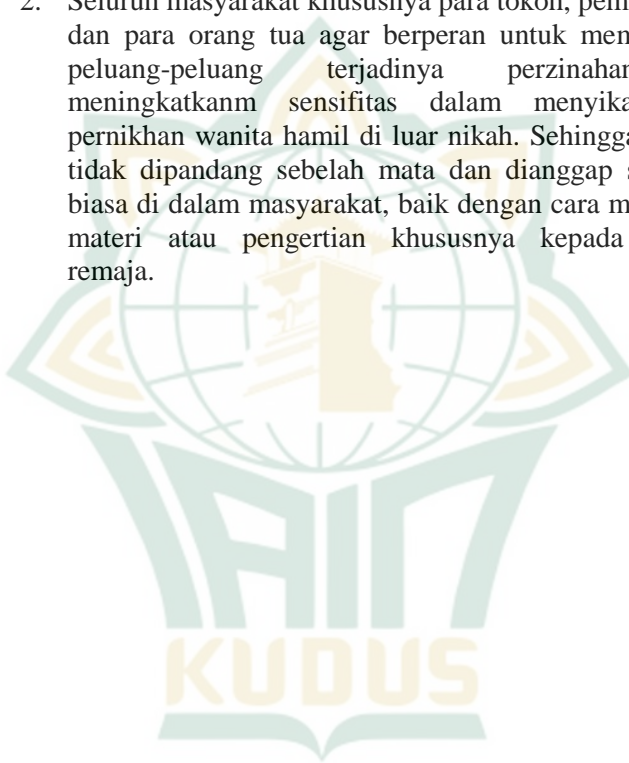 2. Seluruh masyarakat khususnya para tokoh,
dan para orang tua agar berperan untuk
peluang-peluang terjadinya perzinahan
meningkatkanm sensifitas dalam
pernikhan wanita hamil di luar nikah. Sehingga
tidak dipandang sebelah mata dan dianggap
biasa di dalam masyarakat, baik dengan cara
materi atau pengertian khususnya kepada
remaja.
IAIN
KUDUS